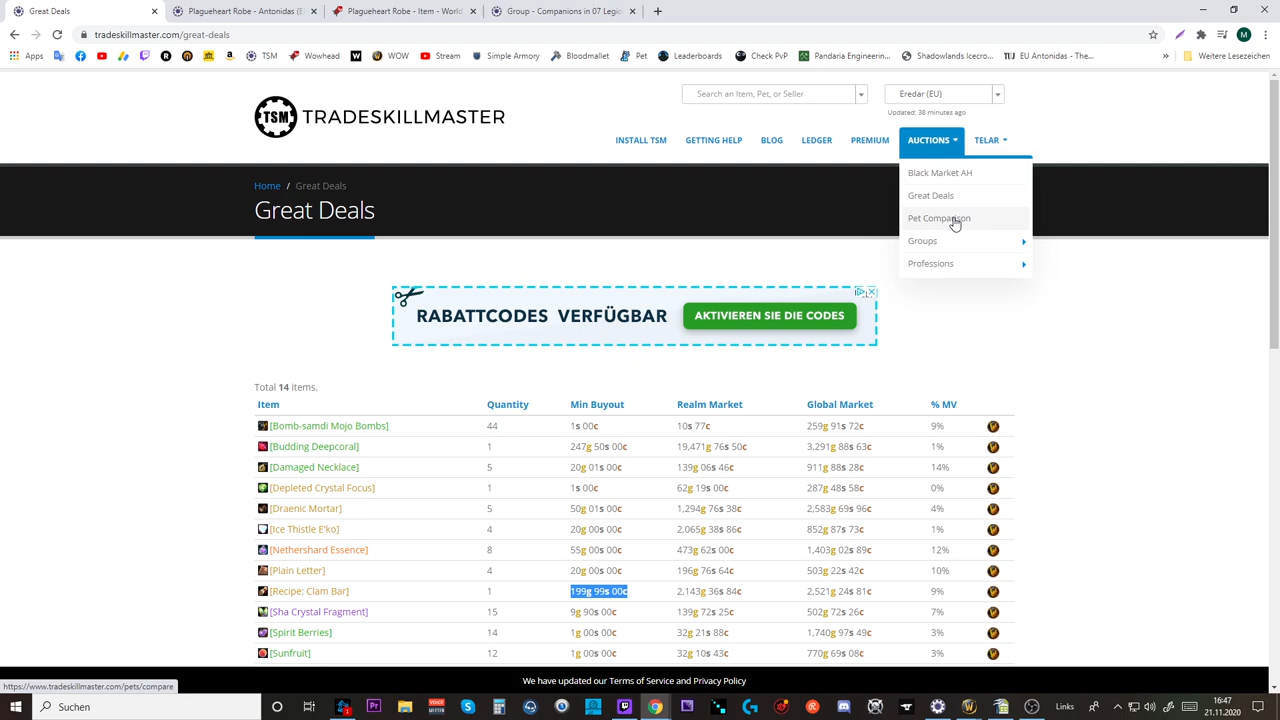 Great Deals
Plagueheart Robe - Antonidas (E
Plagueheart Robe - Item - World
Group - Companions in 07 Legio
tradeskillmaster.com/great-deals
M
Apps
TSM
Wowhead
WOW
Stream
Simple Armory
Bloodmallet
Pet
Leaderboards
Check PvP
Pandaria Engineerin...
Shadowlands Icecro...
EU Antonidas - The...
»
Weitere Lesezeichen
TSM
TRADESKILLMASTER
Search an Item, Pet, or Seller
Eredar (EU)
Updated: 38 minutes ago
INSTALL TSM GETTING HELP BLOG LEDGER PREMIUM AUCTIONS TELAR
Black Market AH
Great Deals
Pet Comparison
Groups
Professions
Home / Great Deals
Great Deals
RABATTCODES VERFÜGBAR AKTIVIEREN SIE DIE CODES
Total 14 items.
Item Quantity Min Buyout Realm Market Global Market % MV
[Bomb-samdi Mojo Bombs] 44 1s 00c 10s 77c 259g 91s 72c 9%
[Budding Deepcoral] 1 247g 50s 00c 19,471g 76s 50c 3,291g 88s 63c 1%
[Damaged Necklace] 5 20g 01s 00c 139g 06s 46c 911g 88s 28c 14%
[Depleted Crystal Focus] 1 1s 00c 62g 19s 00c 287g 48s 58c 0%
[Draenic Mortar] 5 50g 01s 00c 1,294g 76s 38c 2,583g 69s 96c 4%
[Ice Thistle E'ko] 4 20g 00s 00c 2,065g 38s 86c 852g 87s 73c 1%
[Nethershard Essence] 8 55g 00s 00c 473g 62s 00c 1,403g 02s 89c 12%
[Plain Letter] 4 20g 00s 00c 196g 76s 64c 503g 22s 42c 10%
[Recipe: Clam Bar] 1 199g 99s 00c 2,143g 36s 84c 2,521g 24s 81c 9%
[Sha Crystal Fragment] 15 9g 90s 00c 139g 72s 25c 502g 72s 26c 7%
[Spirit Berries] 14 1g 00s 00c 32g 21s 88c 1,740g 97s 49c 3%
[Sunfruit] 12 1g 00s 00c 32g 10s 43c 770g 69s 08c 3%
We have updated our Terms of Service and Privacy Policy
https://www.tradeskillmaster.com/pets/compare
Suchen
Links
16:47
21.11.2020